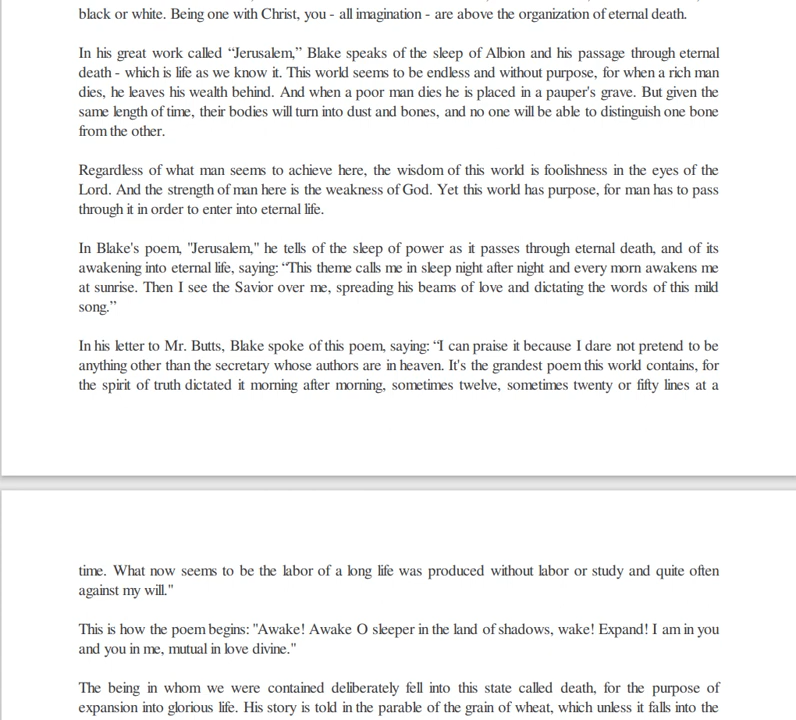 black or white. Being one with Christ, you - all imagination - are above the organization of eternal death.
In his great work called “Jerusalem,” Blake speaks of the sleep of Albion and his passage through eternal
death - which is life as we know it. This world seems to be endless and without purpose, for when a rich man
dies, he leaves his wealth behind. And when a poor man dies he is placed in a pauper's grave. But given the
same length of time, their bodies will turn into dust and bones, and no one will be able to distinguish one bone
from the other.
Regardless of what man seems to achieve here, the wisdom of this world is foolishness in the eyes of the
Lord. And the strength of man here is the weakness of God. Yet this world has purpose, for man has to pass
through it in order to enter into eternal life.
In Blake's poem, "Jerusalem," he tells of the sleep of power as it passes through eternal death, and of its
awakening into eternal life, saying: “This theme calls me in sleep night after night and every morn awakens me
at sunrise. Then I see the Savior over me, spreading his beams of love and dictating the words of this mild
song.”
In his letter to Mr. Butts, Blake spoke of this poem, saying: “I can praise it because I dare not pretend to be
anything other than the secretary whose authors are in heaven. It's the grandest poem this world contains, for
the spirit of truth dictated it morning after morning, sometimes twelve, sometimes twenty or fifty lines at a
time. What now seems to be the labor of a long life was produced without labor or study and quite often
against my will."
This is how the poem begins: "Awake! Awake O sleeper in the land of shadows, wake! Expand! I am in you
and you in me, mutual in love divine."
The being in whom we were contained deliberately fell into this state called death, for the purpose of
expansion into glorious life. His story is told in the parable of the grain of wheat, which unless it falls into the